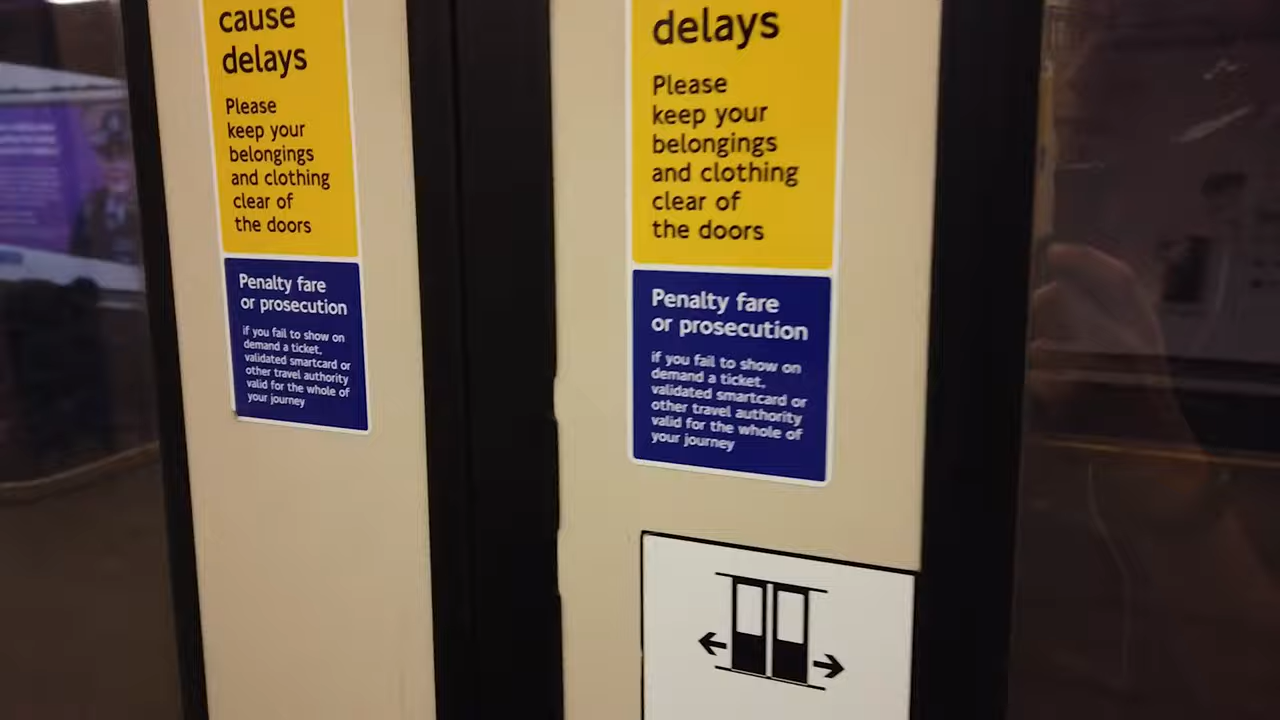 cause
delays
Please
keep your
belongings
and clothing
clear of
the doors
Penalty fare
or prosecution
if you fail to show on
demand a ticket,
validated smartcard or
other travel authority
valid for the whole of
your journey
delays
Please
keep your
belongings
and clothing
clear of
the doors
Penalty fare
or prosecution
if you fail to show on
demand a ticket,
validated smartcard or
other travel authority
valid for the whole of
your journey